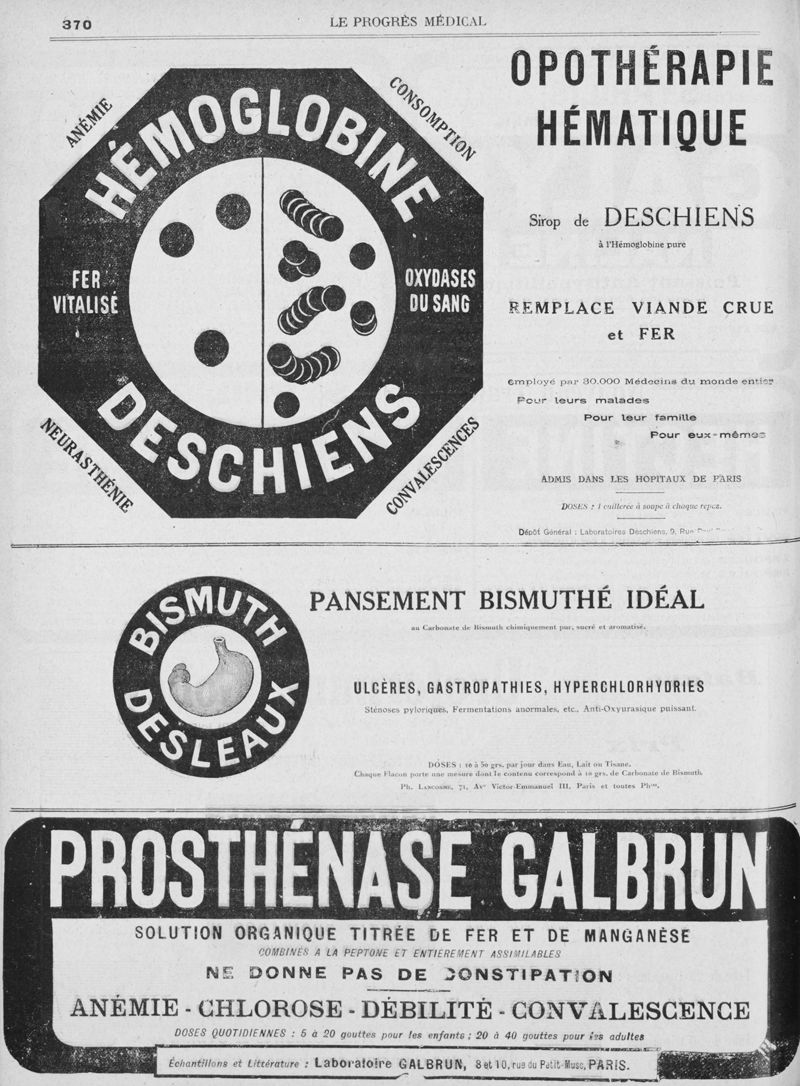 370
LE PROGRÈS MÉDICAL
ANÉMIE
CONSOMPTION
HÉMOGLOBINE
FER
VITALISÉ
OXYDASES
DU SANG
DESCHIENS
NEURASTHÉNIE
CONVALESCENCES
OPOTHÉRAPIE
HÉMATIQUE
Sirop de DESCHIENS
à l'Hémoglobine pure
REMPLACE VIANDE CRUE
et FER
employé par 30.000 Médecins du monde entier
Pour leurs malades
Pour leur famille
Pour eux-mêmes
ADMIS DANS LES HOPITAUX DE PARIS
DOSES : 1 cuillerée à soupe à chaque repas.
Dépôt Général : Laboratoires Deschiens, 9, Rue
BISMUTH
DESLEAUX
PANSEMENT BISMUTHÉ IDÉAL
au Carbonate de Bismuth chimiquement pur, sucré et aromatisé.
ULCÈRES, GASTROPATHIES, HYPERCHLORHYDRIES
Sténoses pyloriques, Fermentations anormales, etc., Anti-Oxyurasique puissant.
DOSES : 10 à 50 grs. par jour dans Eau, Lait ou Tisane.
Chaque Flacon porte une mesure dont le contenu correspond à 10 grs. de Carbonate de Bismuth
Ph. LANCOSME, 71, Avᵉ Victor-Emmanuel III, Paris et toutes Phⁱᵉˢ.
PROSTHÉNASE GALBRUN
SOLUTION ORGANIQUE TITRÉE DE FER ET DE MANGANÈSE
COMBINÉS A LA PEPTONE ET ENTIEREMENT ASSIMILABLES
NE DONNE PAS DE CONSTIPATION
ANÉMIE - CHLOROSE - DÉBILITÉ - CONVALESCENCE
DOSES QUOTIDIENNES : 5 à 20 gouttes pour les enfants ; 20 à 40 gouttes pour les adultes
Échantillons et Littérature : Laboratoire GALBRUN, 8 et 10, rue du Petit-Musc, PARIS.